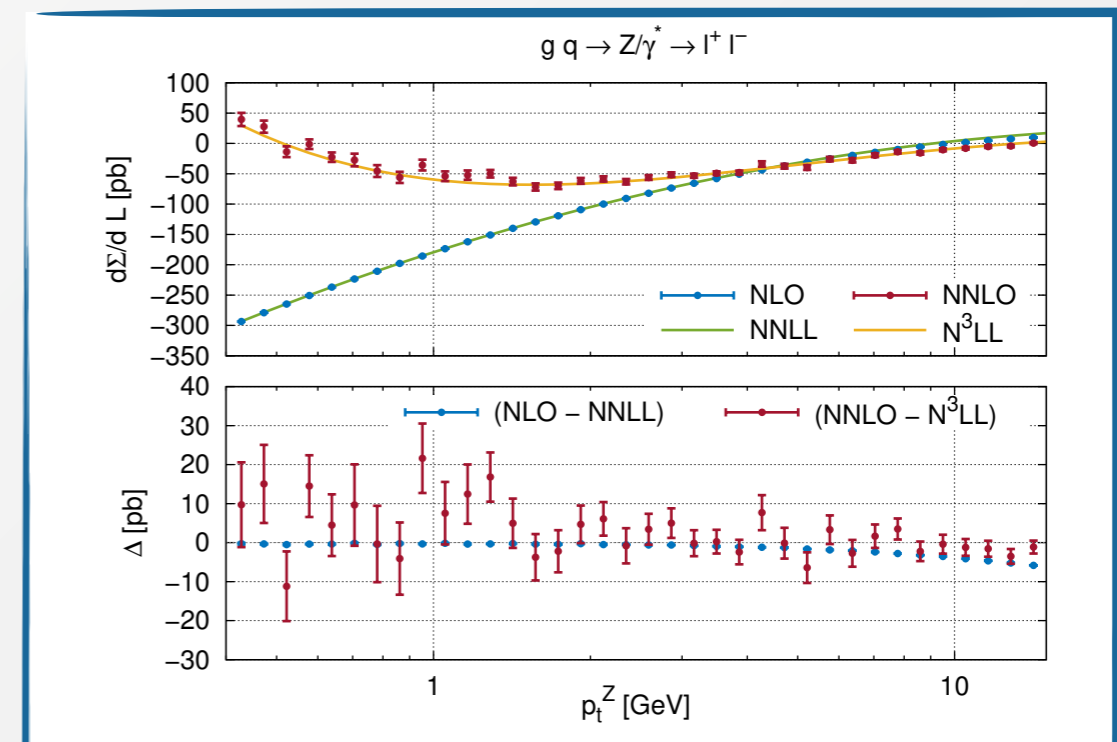 g q → Z/γ* → l⁺ l⁻
100
50
0
−50
−100
−150
−200
−250
−300
−350
dΣ/d L [pb]
NLO NNLO
NNLL N³LL
40
30
20
10
0
−10
−20
−30
Δ [pb]
(NLO − NNLL) (NNLO − N³LL)
1 10
pₜᶻ [GeV]